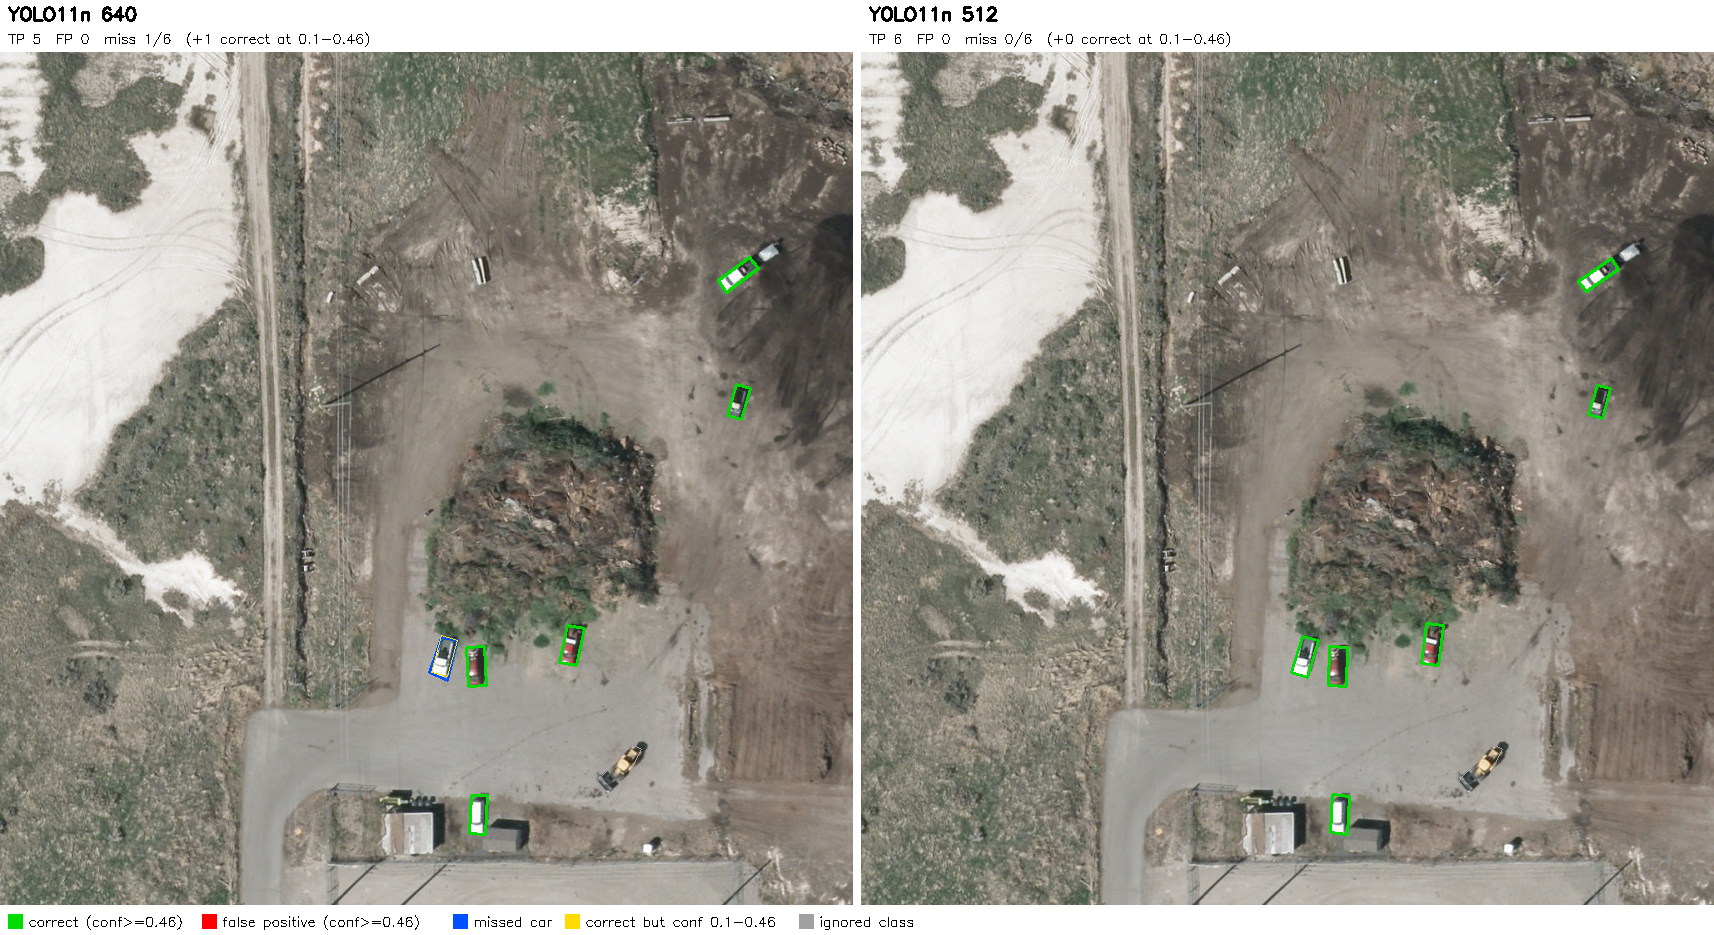 YOLO11n 640
TP 5 FP 0 miss 1/6 (+1 correct at 0.1-0.46)
YOLO11n 512
TP 6 FP 0 miss 0/6 (+0 correct at 0.1-0.46)
correct (conf>=0.46) false positive (conf>=0.46) missed car correct but conf 0.1-0.46 ignored class